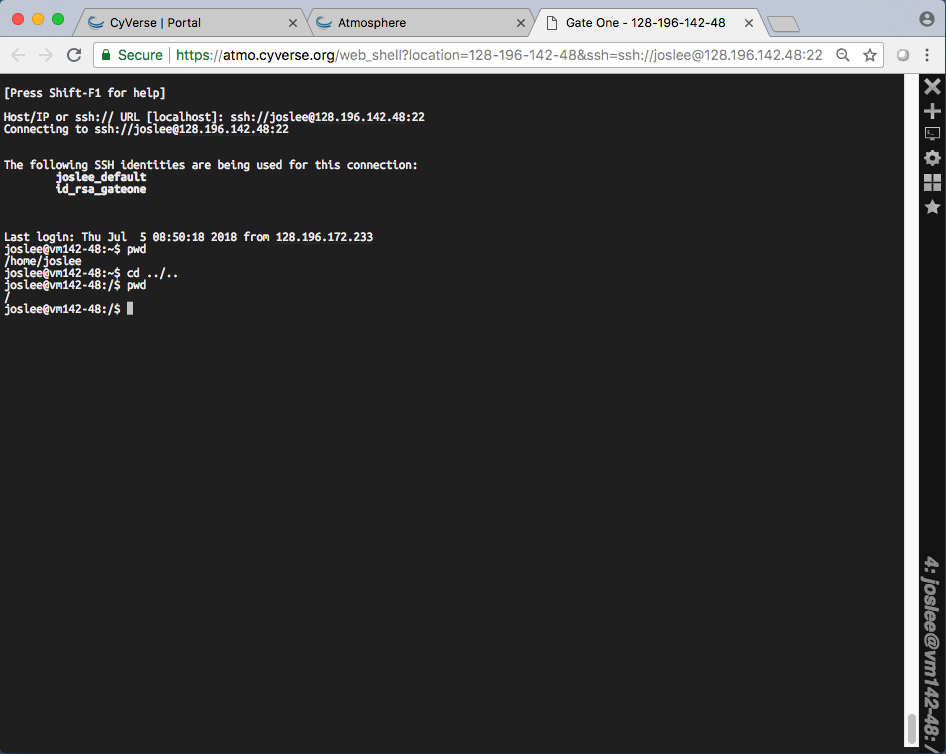 CyVerse | Portal
Atmosphere
Gate One - 128-196-142-48
Secure
https://atmo.cyverse.org/web_shell?location=128-196-142-48&ssh=ssh://joslee@128.196.142.48:22
[Press Shift-F1 for help]
Host/IP or ssh:// URL [localhost]: ssh://joslee@128.196.142.48:22
Connecting to ssh://joslee@128.196.142.48:22
The following SSH identities are being used for this connection:
joslee_default
id_rsa_gateone
Last login: Thu Jul  5 08:50:18 2018 from 128.196.172.233
joslee@vm142-48:~$ pwd
/home/joslee
joslee@vm142-48:~$ cd ../..
joslee@vm142-48:/$ pwd
/
joslee@vm142-48:/$
4: joslee@vm142-48: /